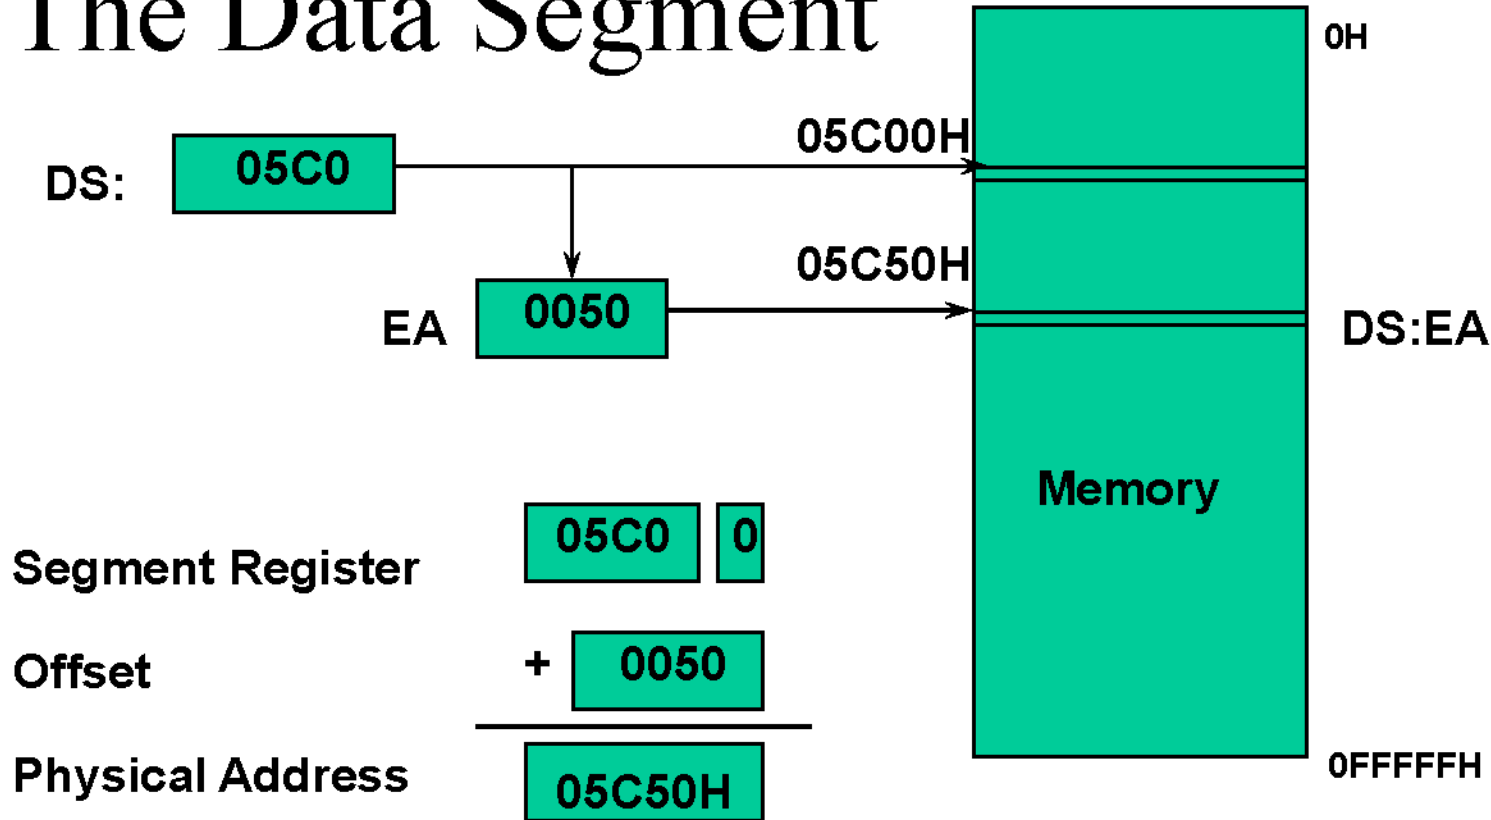 The Data Segment
0H
05C00H
DS: 05C0
05C50H
EA 0050
DS:EA
Memory
Segment Register 05C0 0
Offset + 0050
Physical Address 05C50H
0FFFFFH